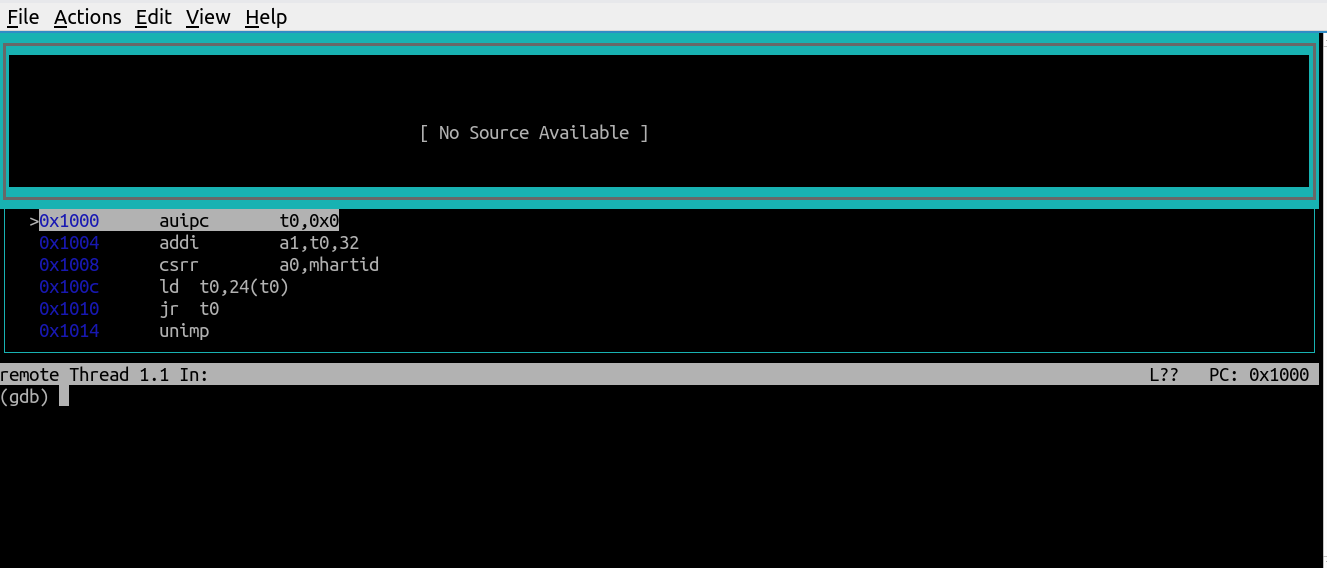 File Actions Edit View Help
[ No Source Available ]
>0x1000 auipc t0,0x0
0x1004 addi a1,t0,32
0x1008 csrr a0,mhartid
0x100c ld t0,24(t0)
0x1010 jr t0
0x1014 unimp
remote Thread 1.1 In: L?? PC: 0x1000
(gdb)